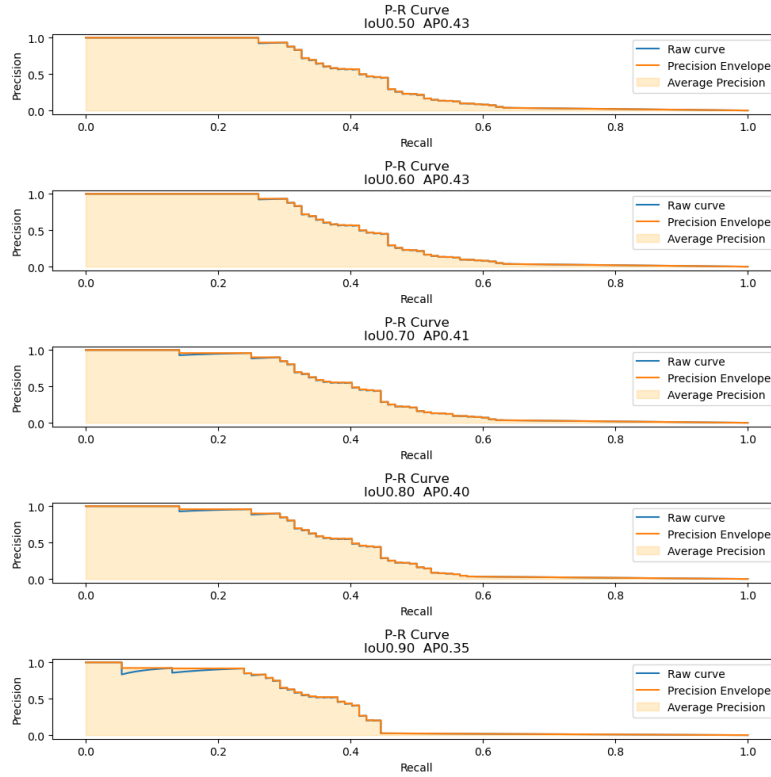 P-R Curve
IoU0.50 AP0.43
Precision
1.0
0.5
0.0
Raw curve
Precision Envelope
Average Precision
0.0 0.2 0.4 0.6 0.8 1.0
Recall
P-R Curve
IoU0.60 AP0.43
Precision
1.0
0.5
0.0
Raw curve
Precision Envelope
Average Precision
0.0 0.2 0.4 0.6 0.8 1.0
Recall
P-R Curve
IoU0.70 AP0.41
Precision
1.0
0.5
0.0
Raw curve
Precision Envelope
Average Precision
0.0 0.2 0.4 0.6 0.8 1.0
Recall
P-R Curve
IoU0.80 AP0.40
Precision
1.0
0.5
0.0
Raw curve
Precision Envelope
Average Precision
0.0 0.2 0.4 0.6 0.8 1.0
Recall
P-R Curve
IoU0.90 AP0.35
Precision
1.0
0.5
0.0
Raw curve
Precision Envelope
Average Precision
0.0 0.2 0.4 0.6 0.8 1.0
Recall